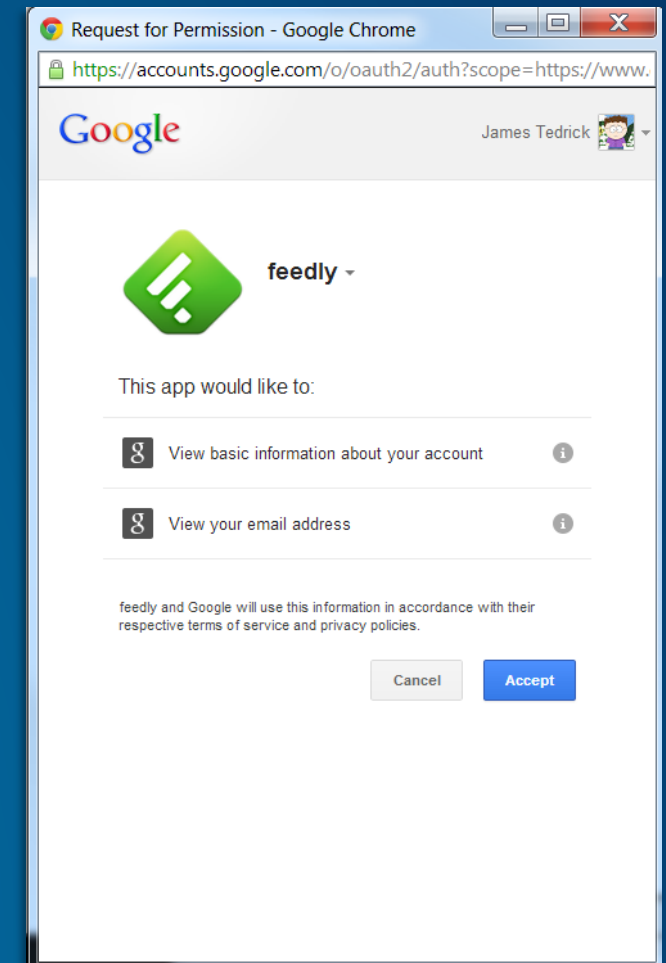 Request for Permission - Google Chrome
https://accounts.google.com/o/oauth2/auth?scope=https://www.
Google
James Tedrick
feedly
This app would like to:
g View basic information about your account i
g View your email address i
feedly and Google will use this information in accordance with their
respective terms of service and privacy policies.
Cancel Accept